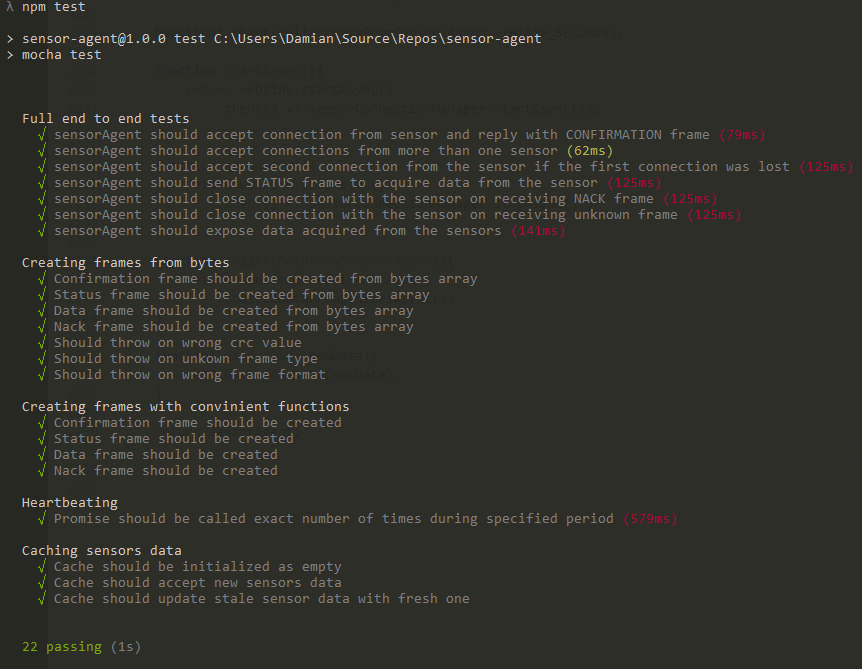 λ npm test
> sensor-agent@1.0.0 test C:\Users\Damian\Source\Repos\sensor-agent
> mocha test
Full end to end tests
√ sensorAgent should accept connection from sensor and reply with CONFIRMATION frame (79ms)
√ sensorAgent should accept connections from more than one sensor (62ms)
√ sensorAgent should accept second connection from the sensor if the first connection was lost (125ms)
√ sensorAgent should send STATUS frame to acquire data from the sensor (125ms)
√ sensorAgent should close connection with the sensor on receiving NACK frame (125ms)
√ sensorAgent should close connection with the sensor on receiving unknown frame (125ms)
√ sensorAgent should expose data acquired from the sensors (141ms)
Creating frames from bytes
√ Confirmation frame should be created from bytes array
√ Status frame should be created from bytes array
√ Data frame should be created from bytes array
√ Nack frame should be created from bytes array
√ Should throw on wrong crc value
√ Should throw on unkown frame type
√ Should throw on wrong frame format
Creating frames with convinient functions
√ Confirmation frame should be created
√ Status frame should be created
√ Data frame should be created
√ Nack frame should be created
Heartbeating
√ Promise should be called exact number of times during specified period (579ms)
Caching sensors data
√ Cache should be initialized as empty
√ Cache should accept new sensors data
√ Cache should update stale sensor data with fresh one
22 passing (1s)